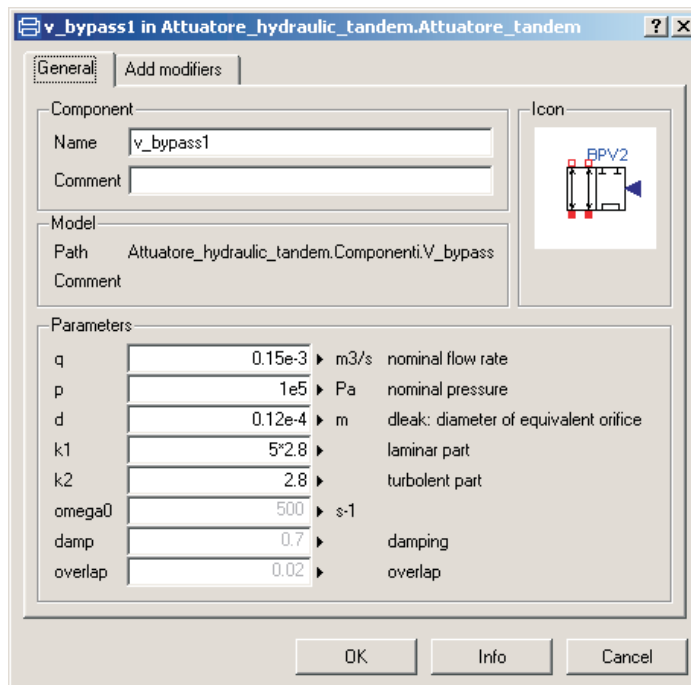 v_bypass1 in Attuatore_hydraulic_tandem.Attuatore_tandem
General Add modifiers
Component
Name v_bypass1
Comment
Icon
BPV2
Model
Path Attuatore_hydraulic_tandem.Componenti.V_bypass
Comment
Parameters
q 0.15e-3 m3/s nominal flow rate
p 1e5 Pa nominal pressure
d 0.12e-4 m dleak: diameter of equivalent orifice
k1 5*2.8 laminar part
k2 2.8 turbolent part
omega0 500 s-1
damp 0.7 damping
overlap 0.02 overlap
OK Info Cancel